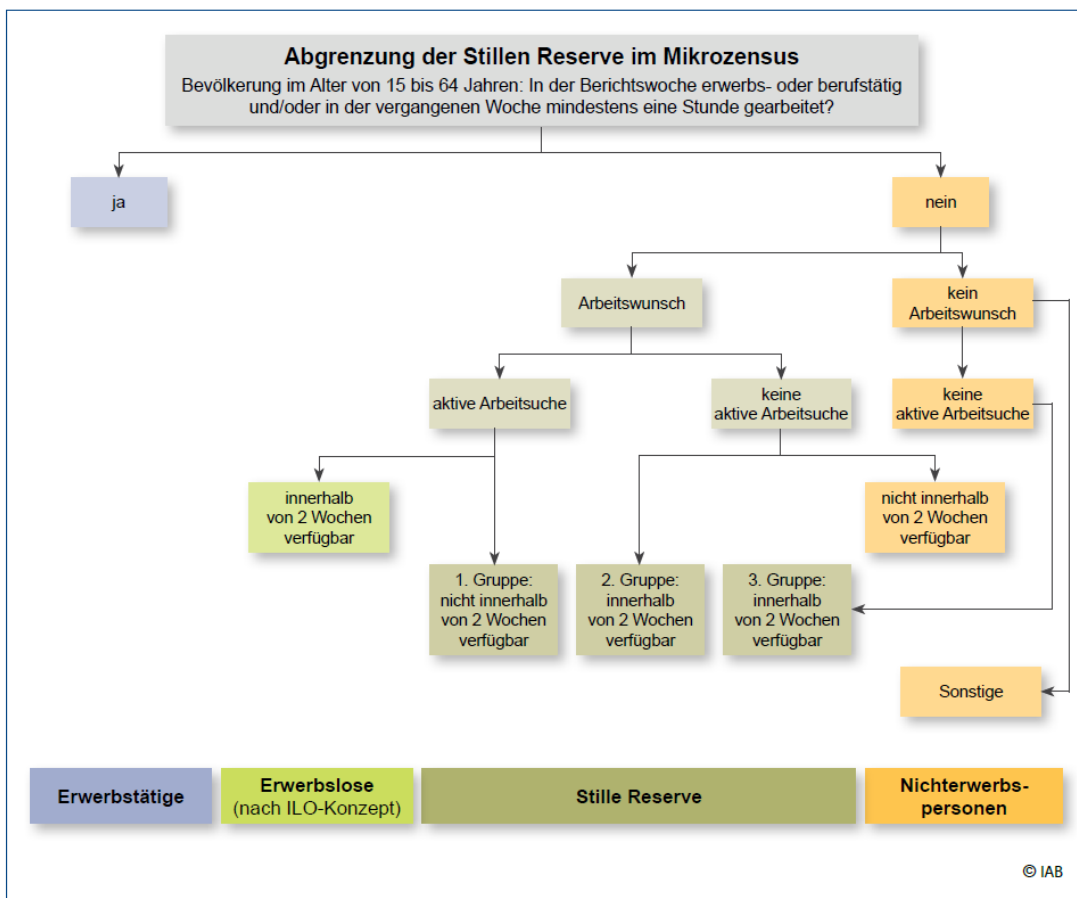 Abgrenzung der Stillen Reserve im Mikrozensus
Bevölkerung im Alter von 15 bis 64 Jahren: In der Berichtswoche erwerbs- oder berufstätig
und/oder in der vergangenen Woche mindestens eine Stunde gearbeitet?
ja
nein
Arbeitswunsch
kein
Arbeitswunsch
aktive Arbeitsuche
keine
aktive Arbeitsuche
keine
aktive Arbeitsuche
innerhalb
von 2 Wochen
verfügbar
nicht innerhalb
von 2 Wochen
verfügbar
1. Gruppe:
nicht innerhalb
von 2 Wochen
verfügbar
2. Gruppe:
innerhalb
von 2 Wochen
verfügbar
3. Gruppe:
innerhalb
von 2 Wochen
verfügbar
Sonstige
Erwerbstätige
Erwerbslose
(nach ILO-Konzept)
Stille Reserve
Nichterwerbs-
personen
© IAB